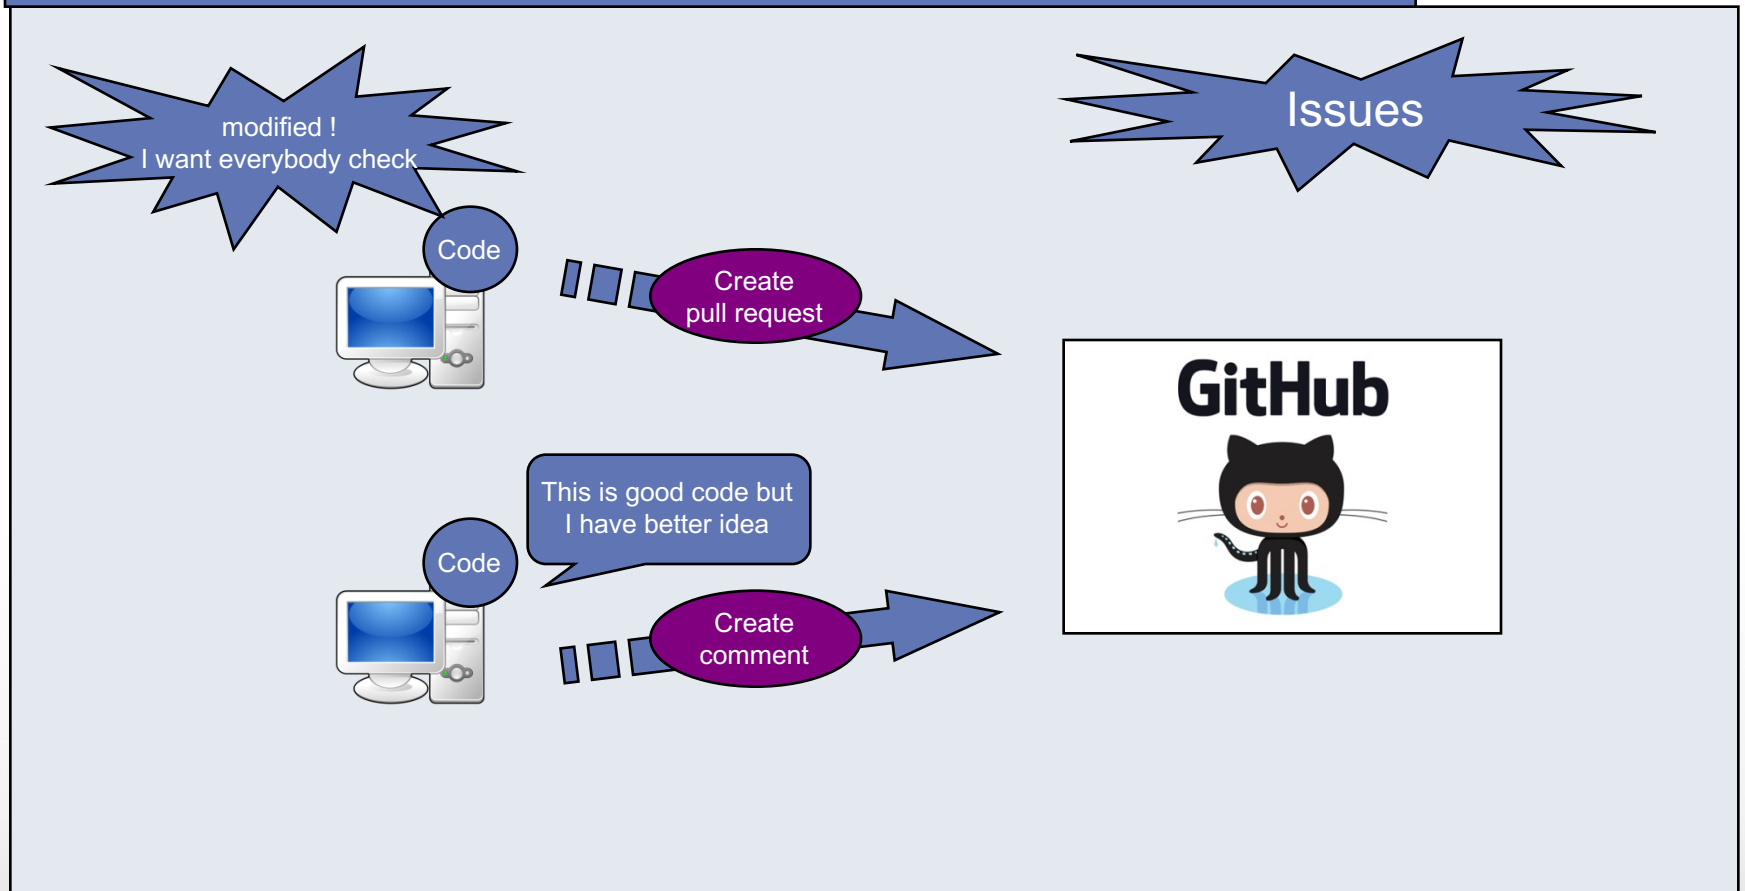 modified !
I want everybody check
Issues
Code
Create
pull request
GitHub
This is good code but
I have better idea
Code
Create
comment